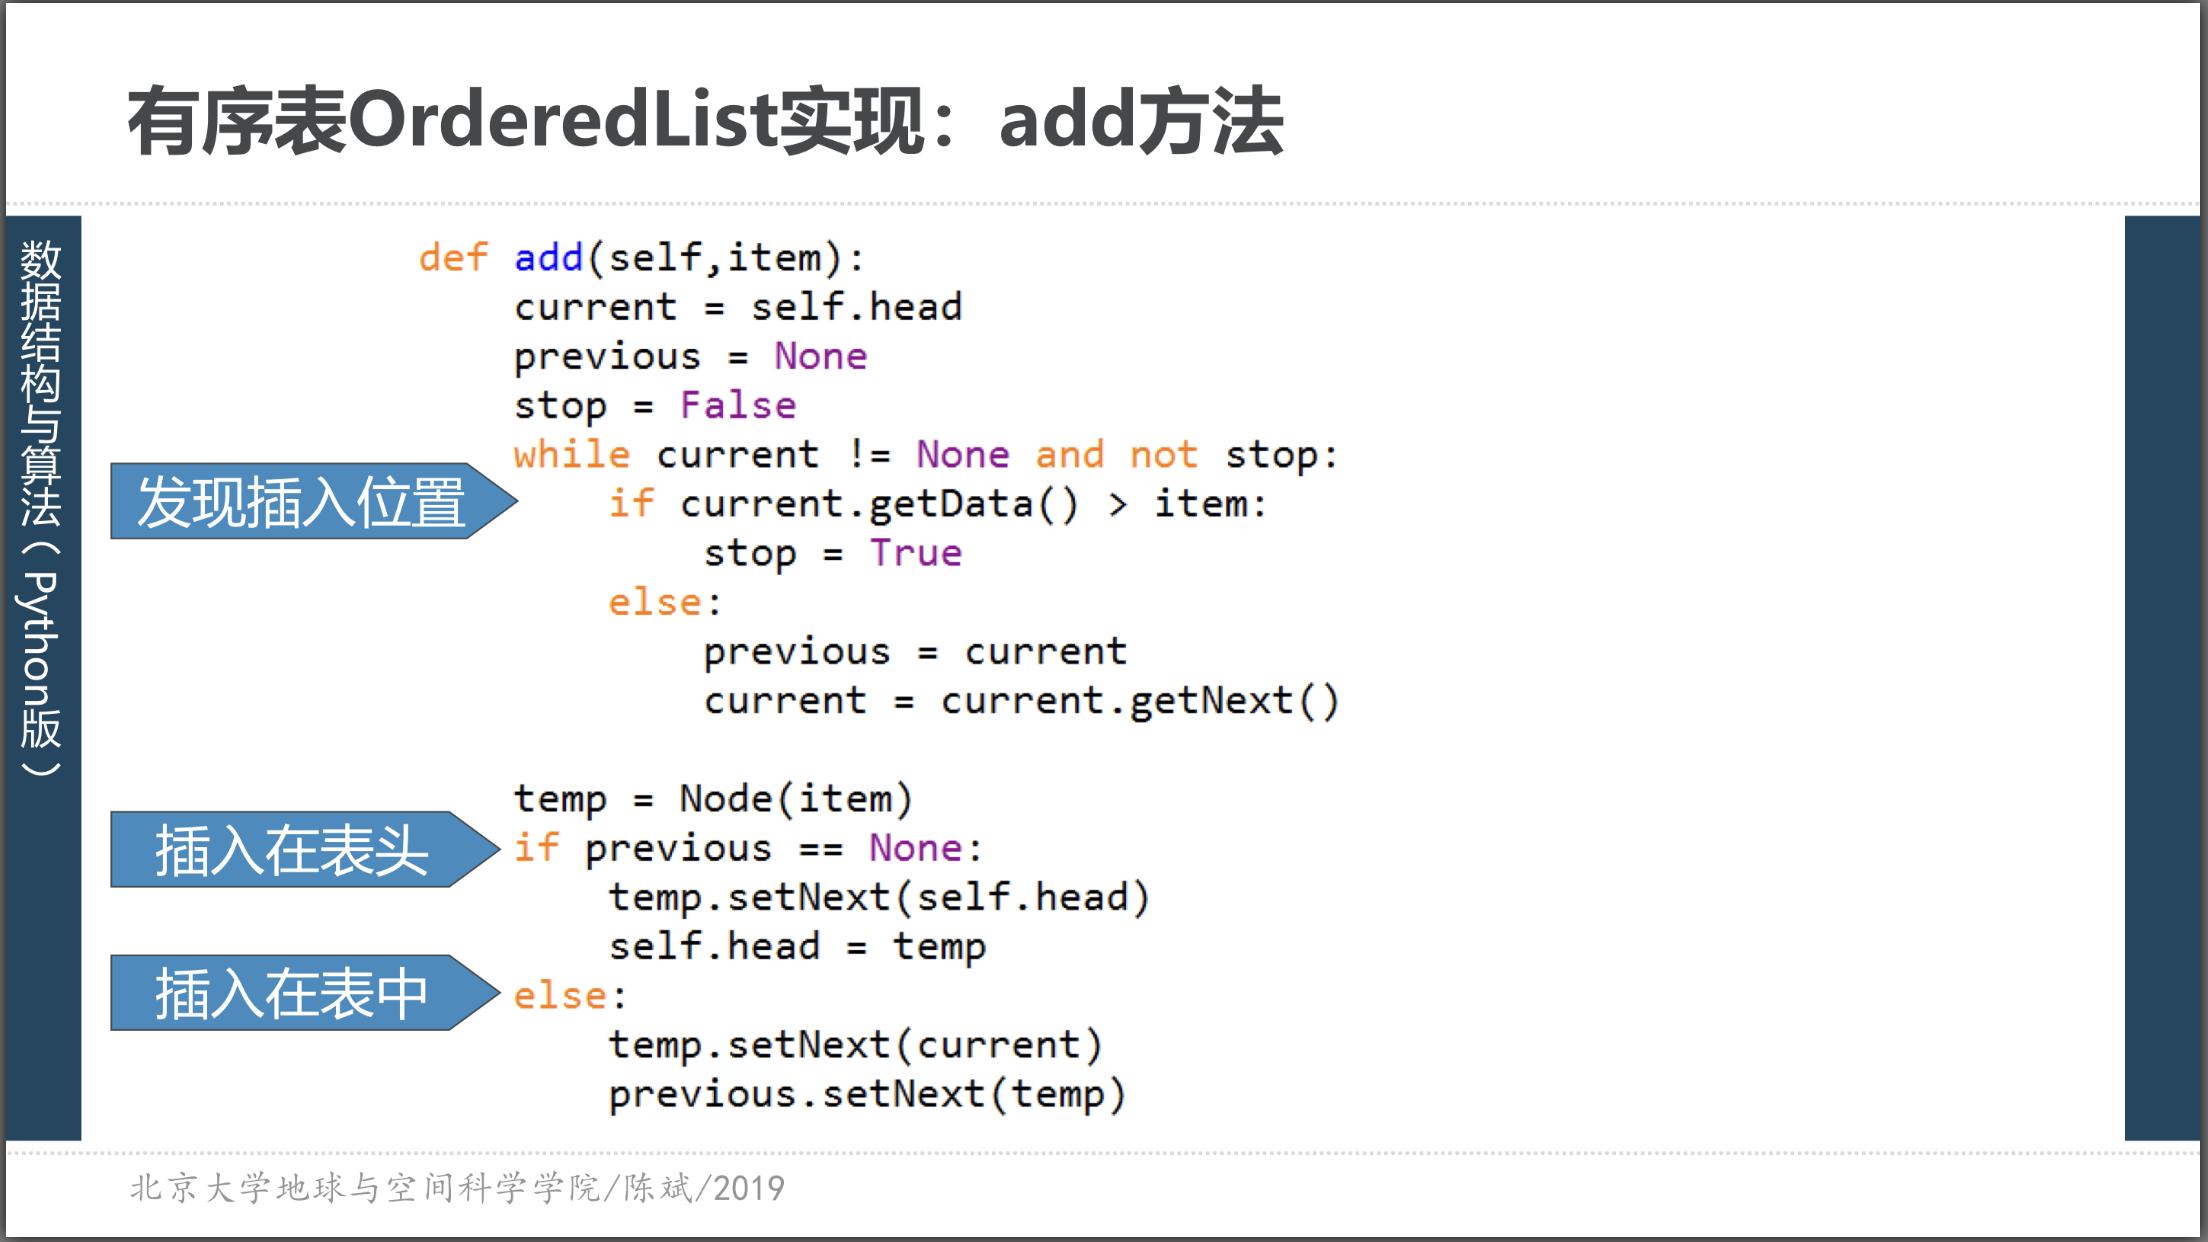 有序表OrderedList实现：add方法
数据结构与算法（Python版）
def add(self,item):
    current = self.head
    previous = None
    stop = False
    while current != None and not stop:
发现插入位置
        if current.getData() > item:
            stop = True
        else:
            previous = current
            current = current.getNext()
    temp = Node(item)
插入在表头
    if previous == None:
        temp.setNext(self.head)
        self.head = temp
插入在表中
    else:
        temp.setNext(current)
        previous.setNext(temp)
北京大学地球与空间科学学院/陈斌/2019